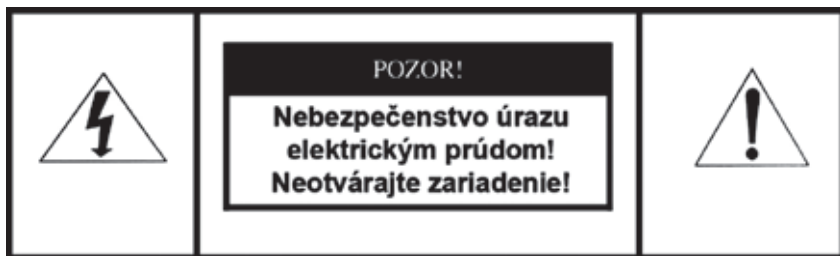 POZOR!
Nebezpečenstvo úrazu
elektrickým prúdom!
Neotvárajte zariadenie!